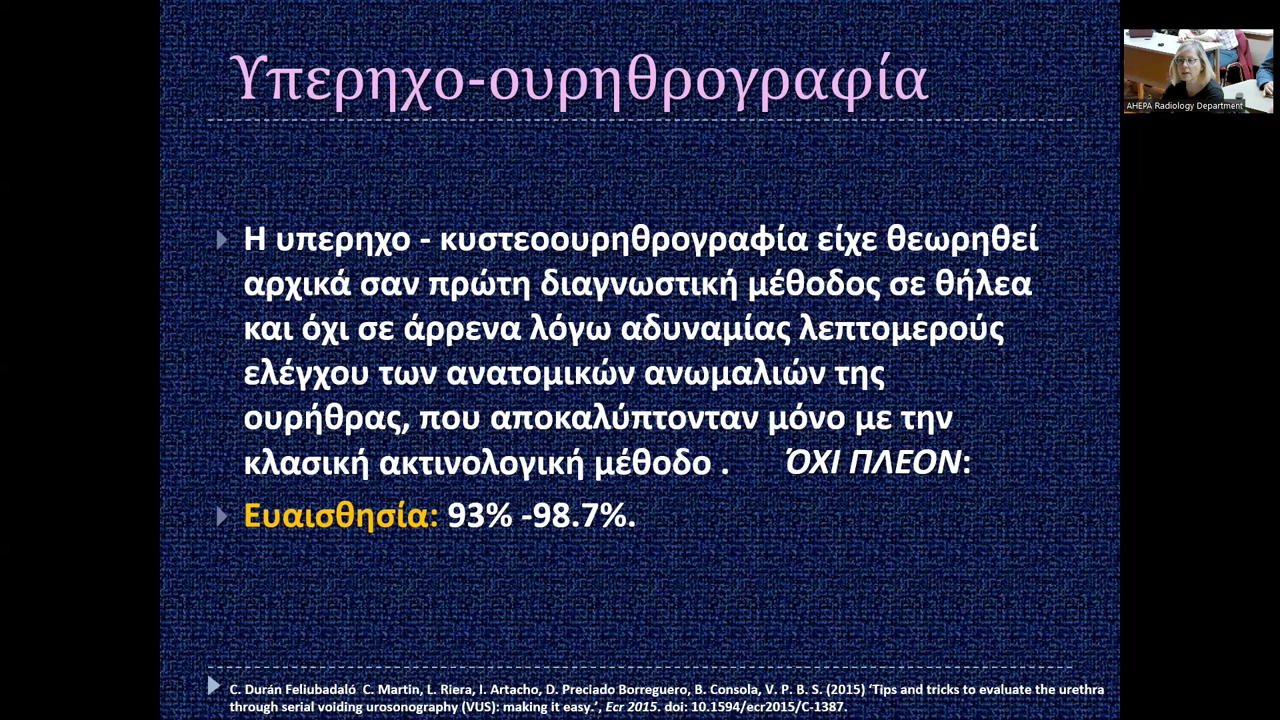 Υπερηχο-ουρηθρογραφία
AHEPA Radiology Department
Η υπερηχο - κυστεοουρηθρογραφία είχε θεωρηθεί
αρχικά σαν πρώτη διαγνωστική μέθοδος σε θήλεα
και όχι σε άρρενα λόγω αδυναμίας λεπτομερούς
ελέγχου των ανατομικών ανωμαλιών της
ουρήθρας, που αποκαλύπτονταν μόνο με την
κλασική ακτινολογική μέθοδο . ΌΧΙ ΠΛΕΟΝ:
Ευαισθησία: 93% -98.7%.
C. Durán Feliubadaló C. Martin, L. Riera, I. Artacho, D. Preciado Borreguero, B. Consola, V. P. B. S. (2015) ‘Tips and tricks to evaluate the urethra
through serial voiding urosonography (VUS): making it easy.’, Ecr 2015. doi: 10.1594/ecr2015/C-1387.